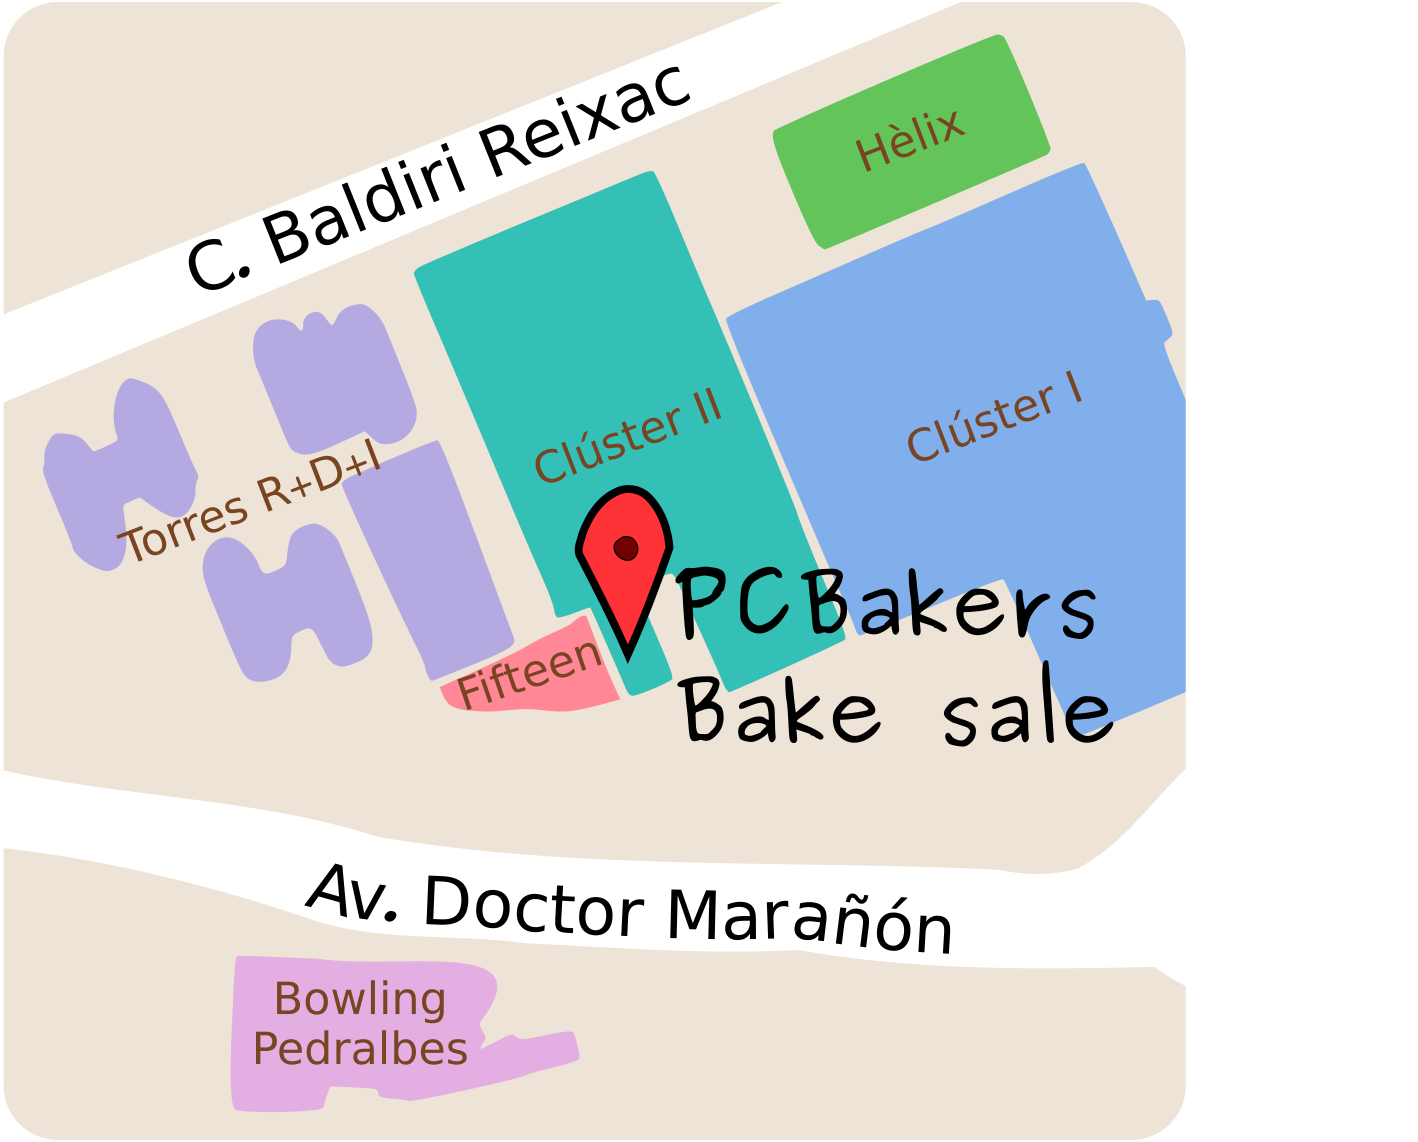 C. Baldiri Reixac
Hèlix
Clúster II
Clúster I
Torres R+D+I
PCBakers
Bake sale
Fifteen
Av. Doctor Marañón
Bowling
Pedralbes